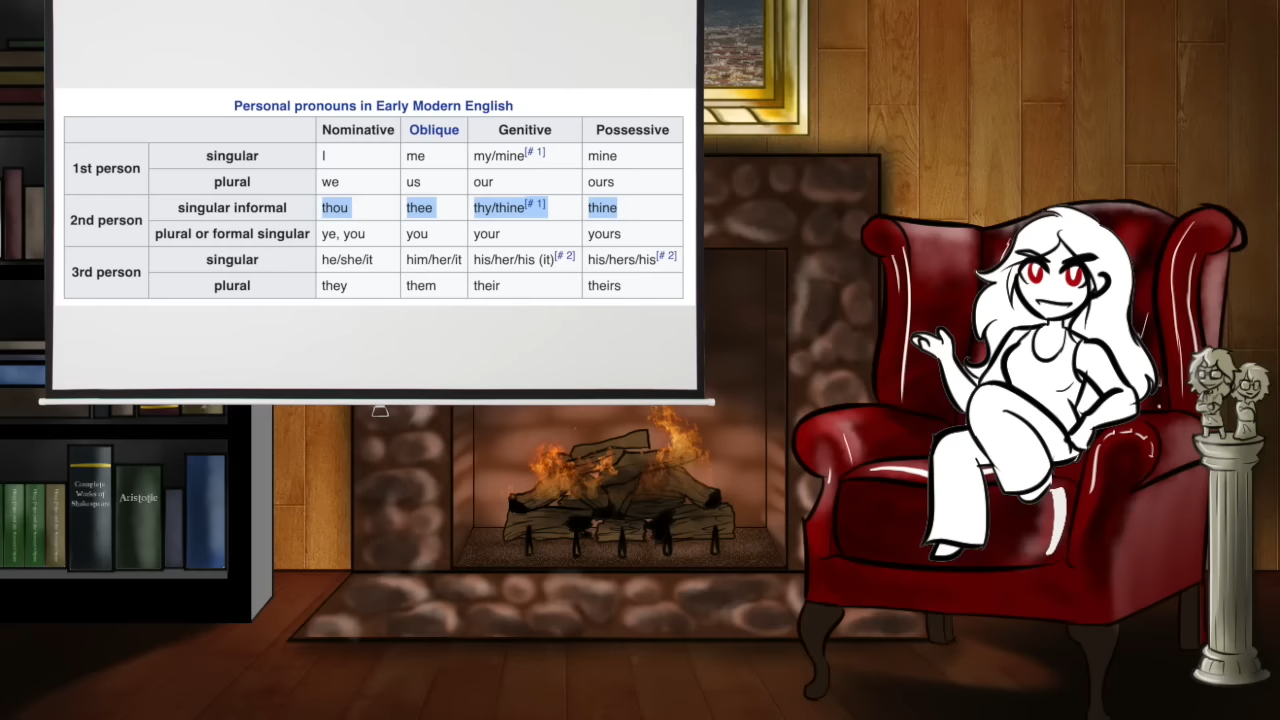 Personal pronouns in Early Modern English
Nominative Oblique Genitive Possessive
1st person singular I me my/mine[# 1] mine
plural we us our ours
2nd person singular informal thou thee thy/thine[# 1] thine
plural or formal singular ye, you you your yours
3rd person singular he/she/it him/her/it his/her/his (it)[# 2] his/hers/his[# 2]
plural they them their theirs
Complete
Works of
Shakespeare
Aristotle